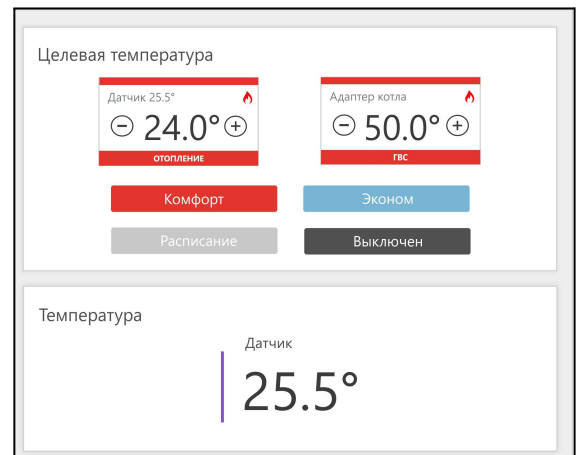 Целевая температура
Датчик 25.5°
24.0°
ОТОПЛЕНИЕ
Адаптер котла
50.0°
ГВС
Комфорт
Эконом
Расписание
Выключен
Температура
Датчик
25.5°